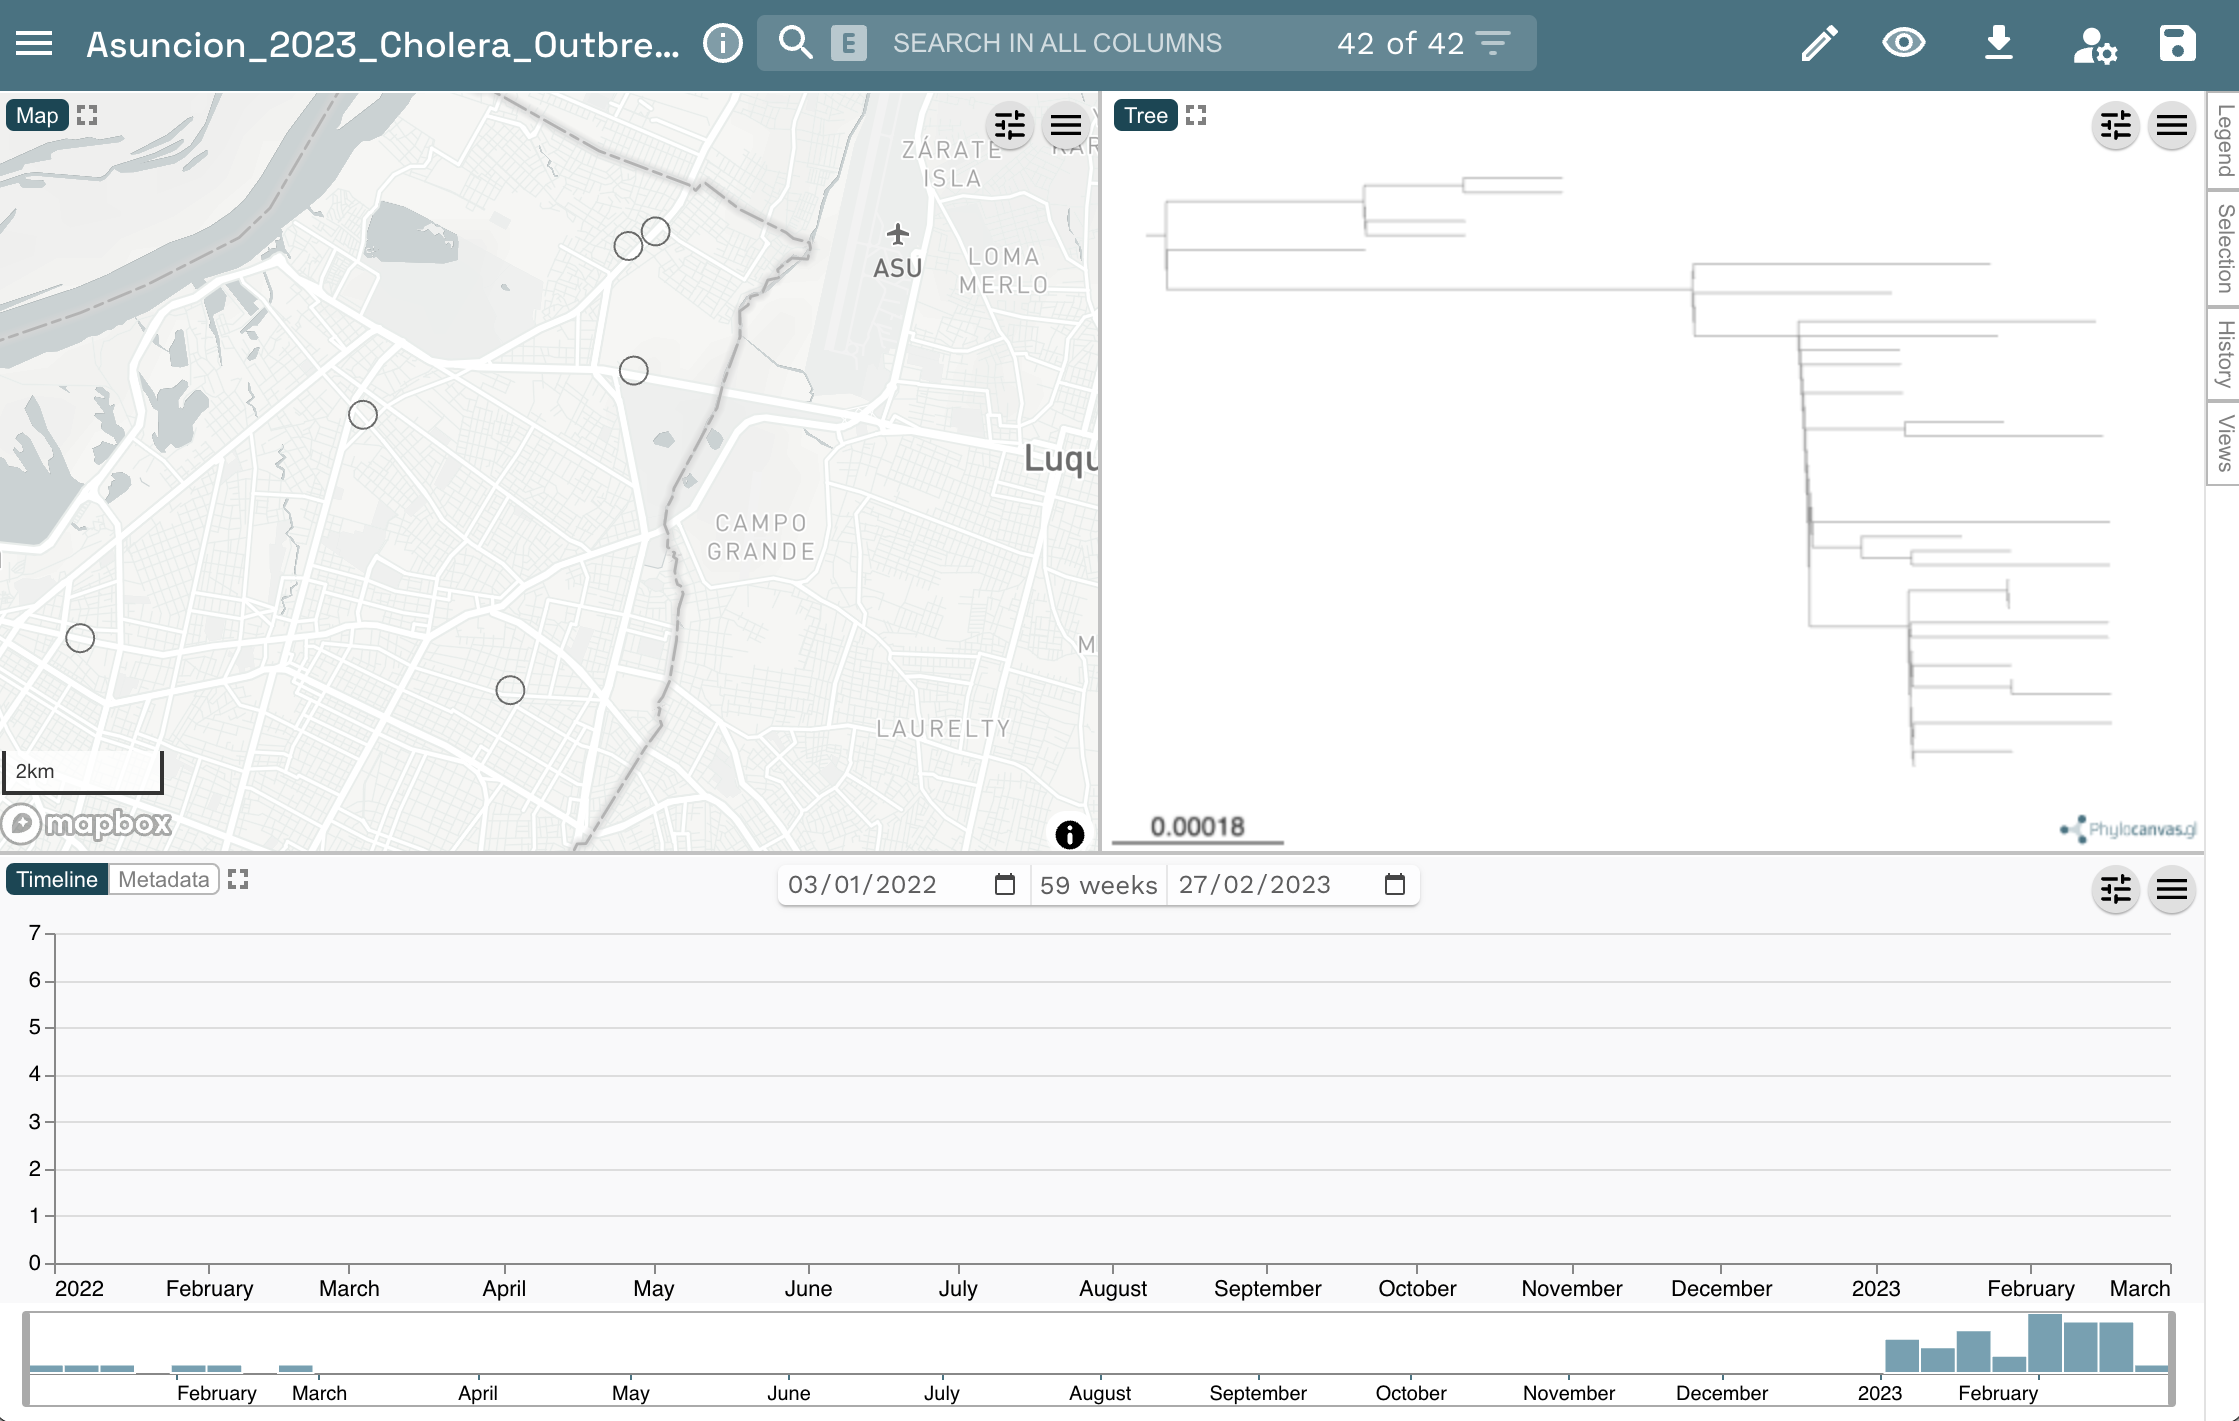 Asuncion_2023_Cholera_Outbre...
E SEARCH IN ALL COLUMNS 42 of 42
Map
ZÁRATE
ISLA
ASU
LOMA
MERLO
Luqu
CAMPO
GRANDE
M
LAURELTY
2km
mapbox
Tree
0.00018
Phylocanvas.gl
Legend
Selection
History
Views
Timeline Metadata
03/01/2022 59 weeks 27/02/2023
7
6
5
4
3
2
1
0
2022 February March April May June July August September October November December 2023 February March
February March April May June July August September October November December 2023 February